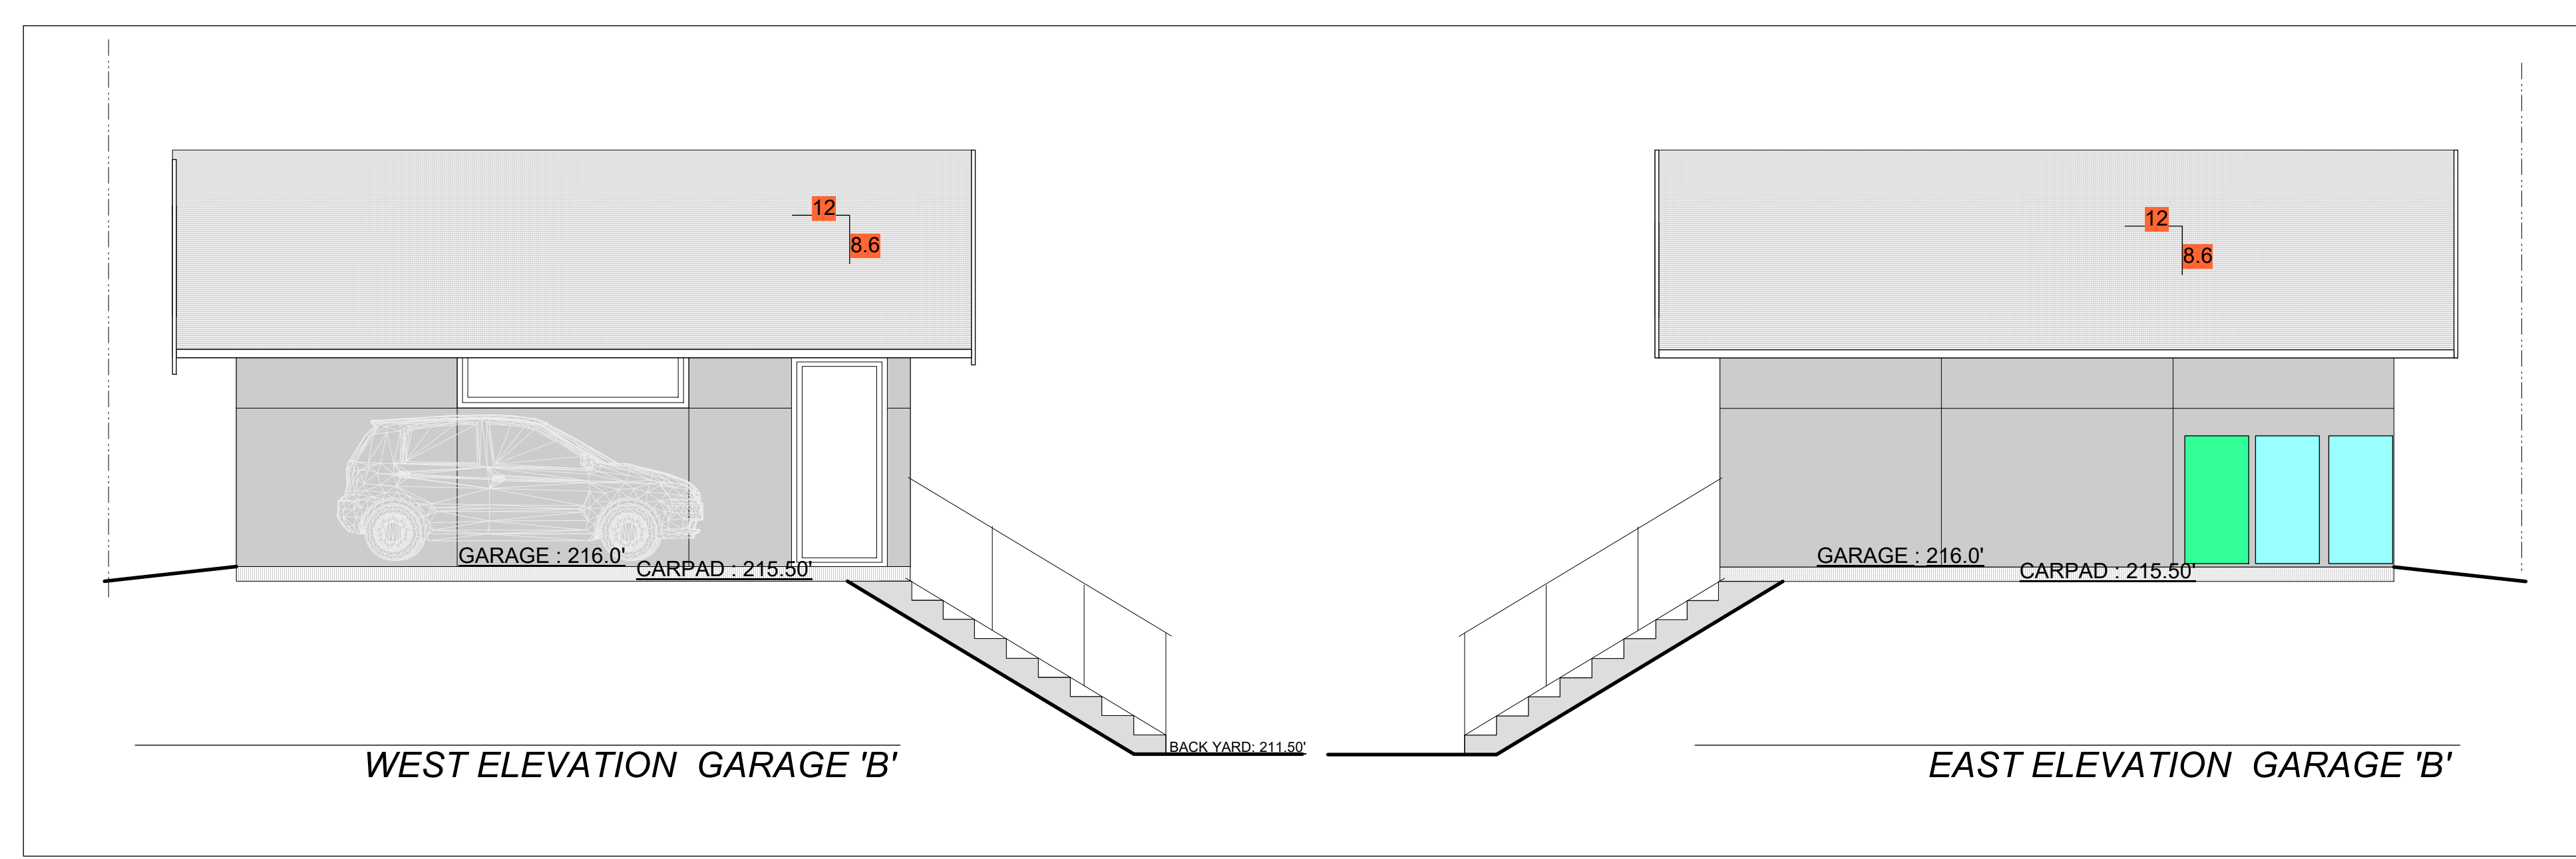 12
8.6
GARAGE : 216.0'
CARPAD : 215.50'
BACK YARD: 211.50'
WEST ELEVATION  GARAGE 'B'
12
8.6
GARAGE : 216.0'
CARPAD : 215.50'
EAST ELEVATION  GARAGE 'B'